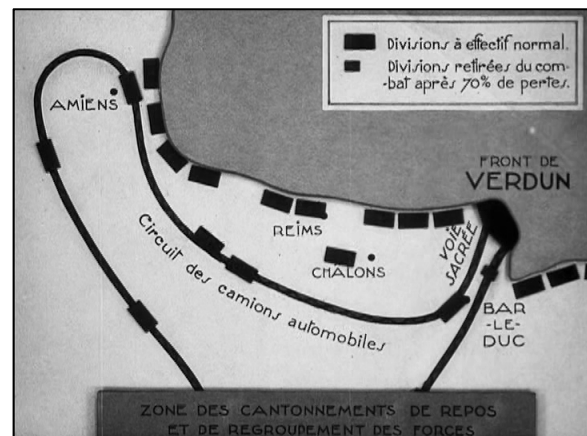 Divisions à effectif normal.
Divisions retirées du com-
-bat après 70% de pertes.
AMIENS
FRONT DE
VERDUN
REIMS
VOIE
SACRÉE
CHÂLONS
Circuit des camions automobiles
BAR
-LE-
DUC
ZONE DES CANTONNEMENTS DE REPOS
ET DE REGROUPEMENT DES FORCES